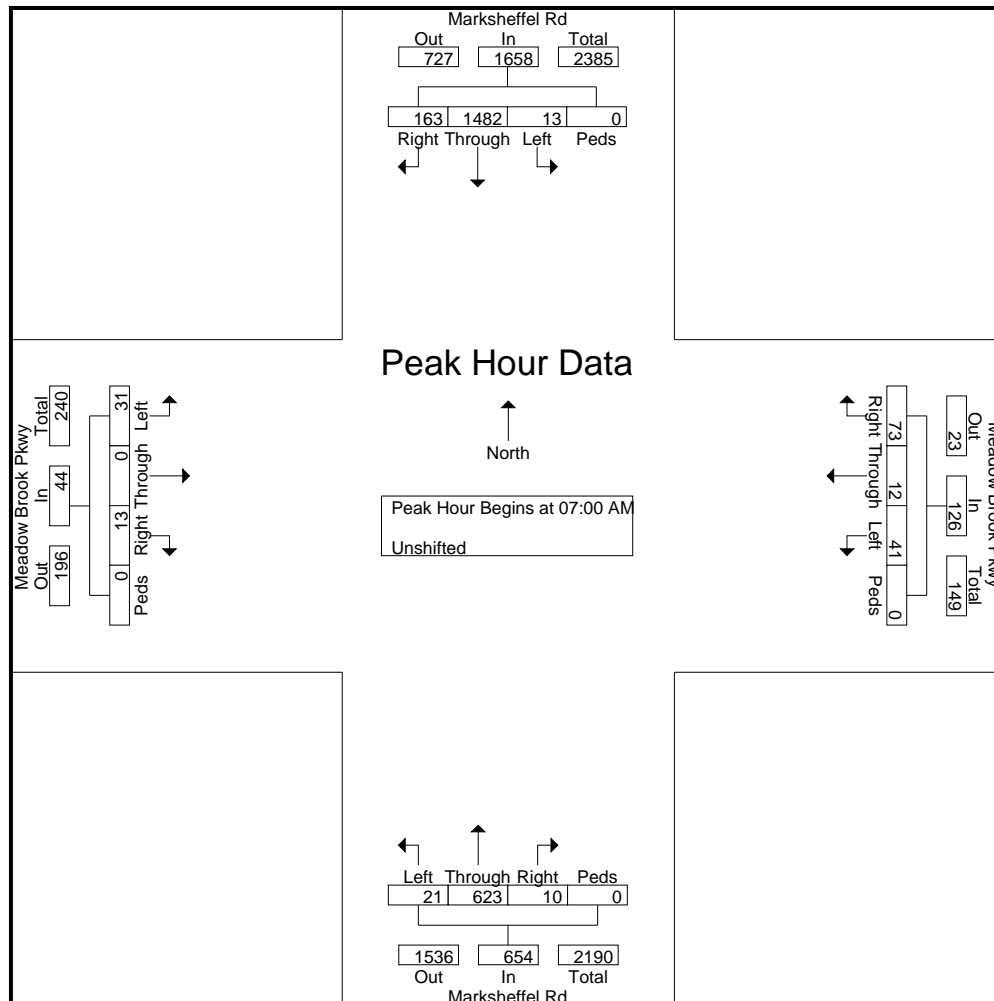 Marksheffel Rd
Out In Total
727 1658 2385
163 1482 13 0
Right Through Left Peds
Peak Hour Data
North
Peak Hour Begins at 07:00 AM
Unshifted
Meadow Brook Pkwy
Out In Total
196 44 240
31 0 13 0
Left Through Right Peds
Meadow Brook Pkwy
Out In Total
23 126 149
73 12 41 0
Right Through Left Peds
Left Through Right Peds
21 623 10 0
1536 654 2190
Out In Total
Marksheffel Rd